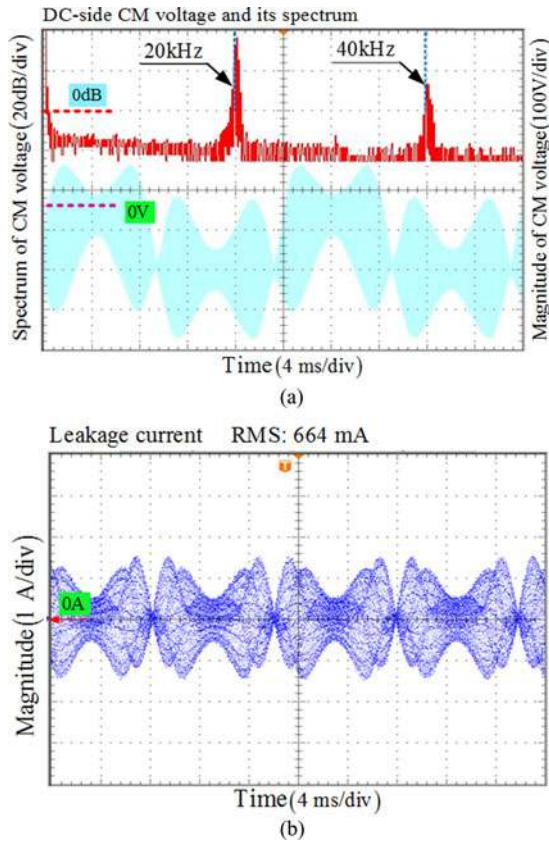 DC-side CM voltage and its spectrum
20kHz
40kHz
0dB
0V
Spectrum of CM voltage(20dB/div)
Magnitude of CM voltage(100V/div)
Time(4 ms/div)
(a)
Leakage current RMS: 664 mA
T
0A
Magnitude(1 A/div)
Time(4 ms/div)
(b)